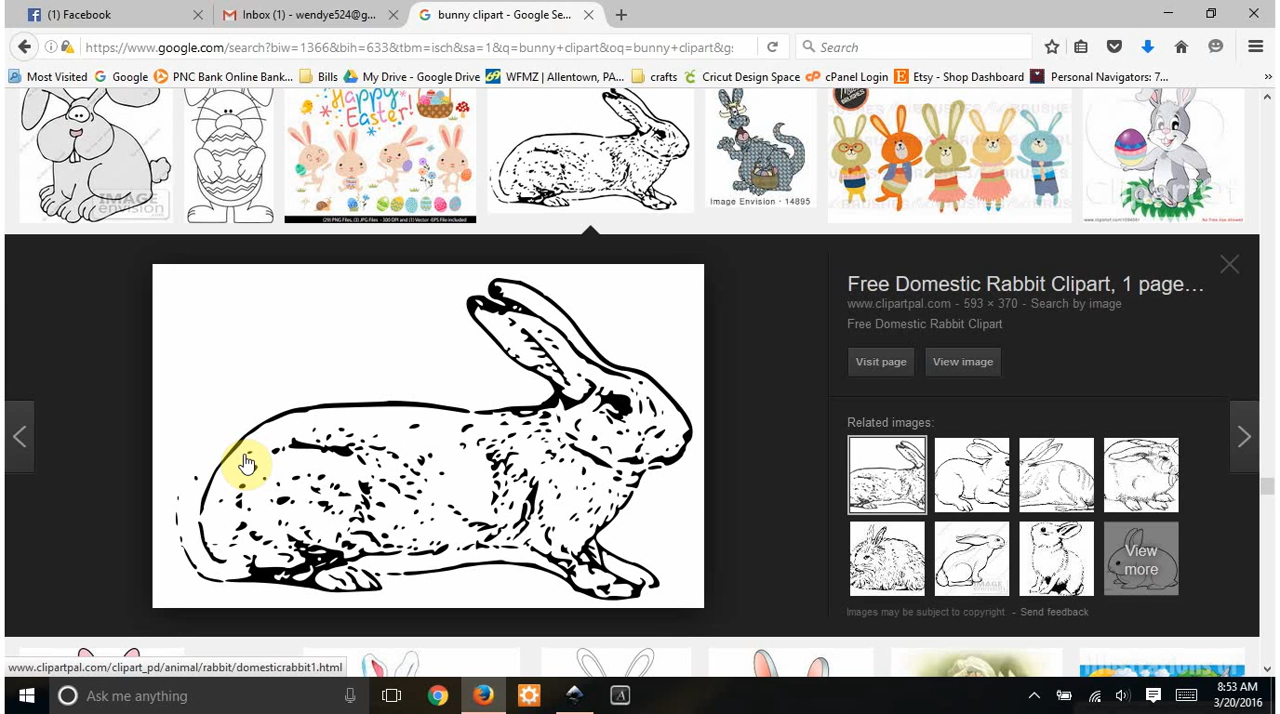 (1) Facebook
Inbox (1) - wendye524@g...
bunny clipart - Google Se...
https://www.google.com/search?biw=1366&bih=633&tbm=isch&sa=1&q=bunny+clipart&oq=bunny+clipart&g
Search
Most Visited
Google
PNC Bank Online Bank...
Bills
My Drive - Google Drive
WFMZ | Allentown, PA...
crafts
Cricut Design Space
cPanel Login
Etsy - Shop Dashboard
Personal Navigators: 7...
HAPPY
EASTER!
IMAGE
envision
Image Envision - 14895
Free Domestic Rabbit Clipart, 1 page...
www.clipartpal.com - 593 × 370 - Search by image
Free Domestic Rabbit Clipart
Visit page
View image
Related images:
View
more
Images may be subject to copyright. - Send feedback
www.clipartpal.com/clipart_pd/animal/rabbit/domesticrabbit1.html
Ask me anything
8:53 AM
3/20/2016